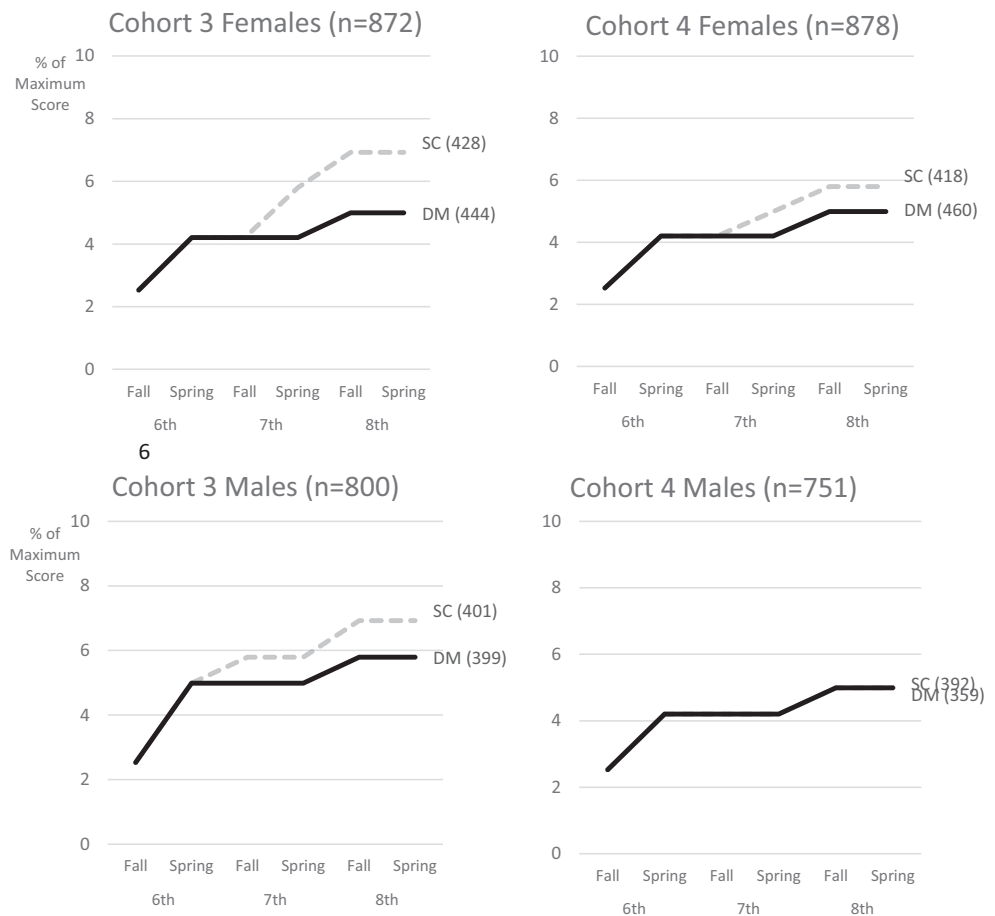 Cohort 3 Females (n=872)
% of
Maximum
Score
10
8
6
4
2
0
SC (428)
DM (444)
Fall Spring Fall Spring Fall Spring
6th 7th 8th
6
Cohort 4 Females (n=878)
10
8
6
4
2
0
SC (418)
DM (460)
Fall Spring Fall Spring Fall Spring
6th 7th 8th
Cohort 3 Males (n=800)
% of
Maximum
Score
10
8
6
4
2
0
SC (401)
DM (399)
Fall Spring Fall Spring Fall Spring
6th 7th 8th
Cohort 4 Males (n=751)
10
8
6
4
2
0
SC (392)
DM (359)
Fall Spring Fall Spring Fall Spring
6th 7th 8th